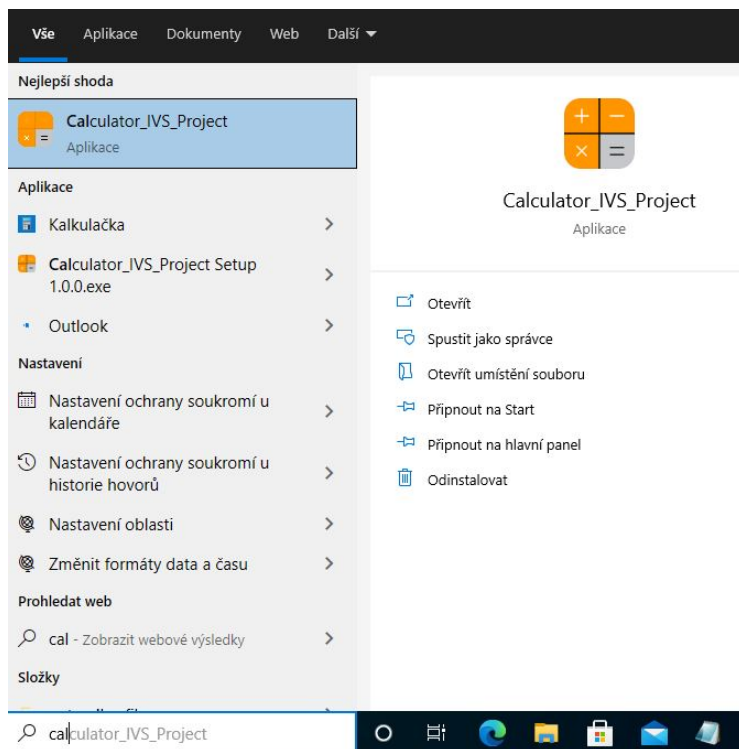 Vše Aplikace Dokumenty Web Další
Nejlepší shoda
Calculator_IVS_Project
Aplikace
Aplikace
Kalkulačka
Calculator_IVS_Project Setup
1.0.0.exe
Outlook
Nastavení
Nastavení ochrany soukromí u
kalendáře
Nastavení ochrany soukromí u
historie hovorů
Nastavení oblasti
Změnit formáty data a času
Prohledat web
cal - Zobrazit webové výsledky
Složky
calculator_IVS_Project
Calculator_IVS_Project
Aplikace
Otevřít
Spustit jako správce
Otevřít umístění souboru
Připnout na Start
Připnout na hlavní panel
Odinstalovat